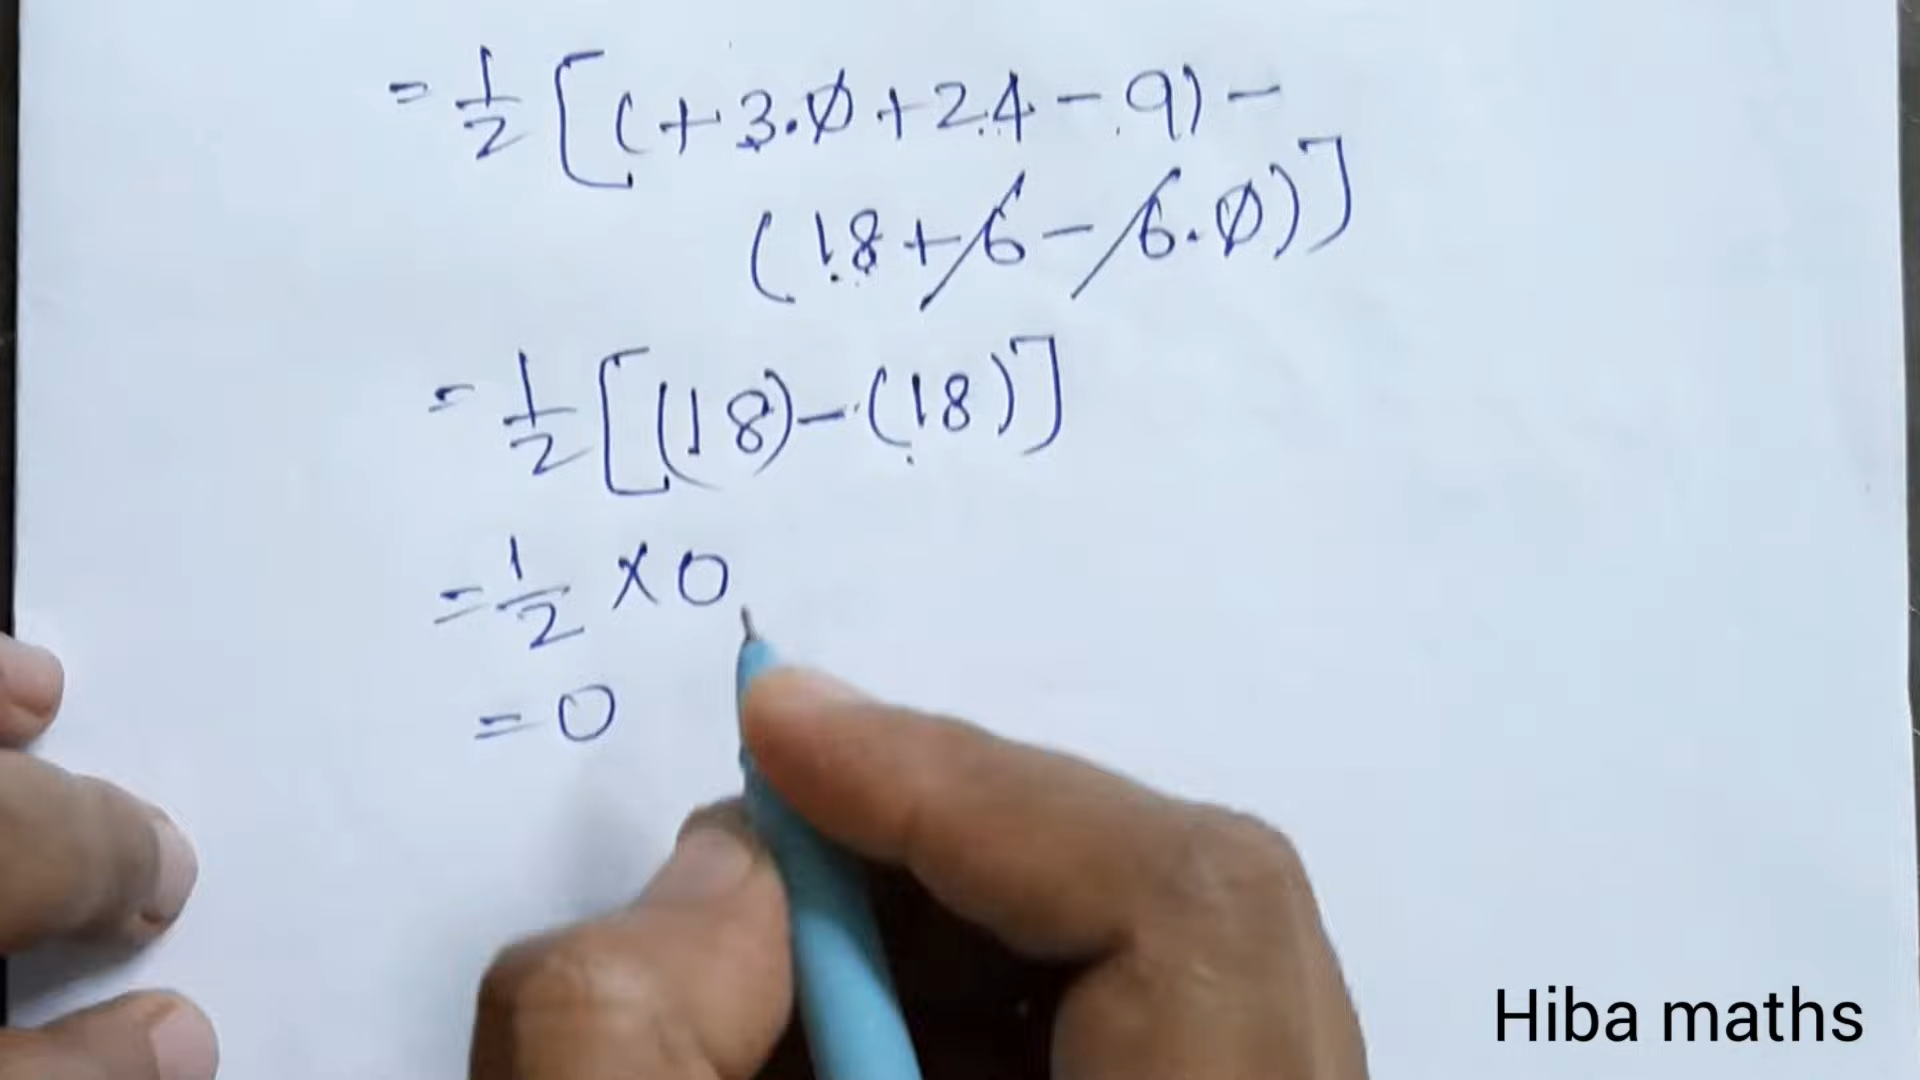 = 1/2 [(+3.0+24-9)-
(18+6-6.0)]
= 1/2 [(18)-(18)]
= 1/2 × 0
= 0
Hiba maths